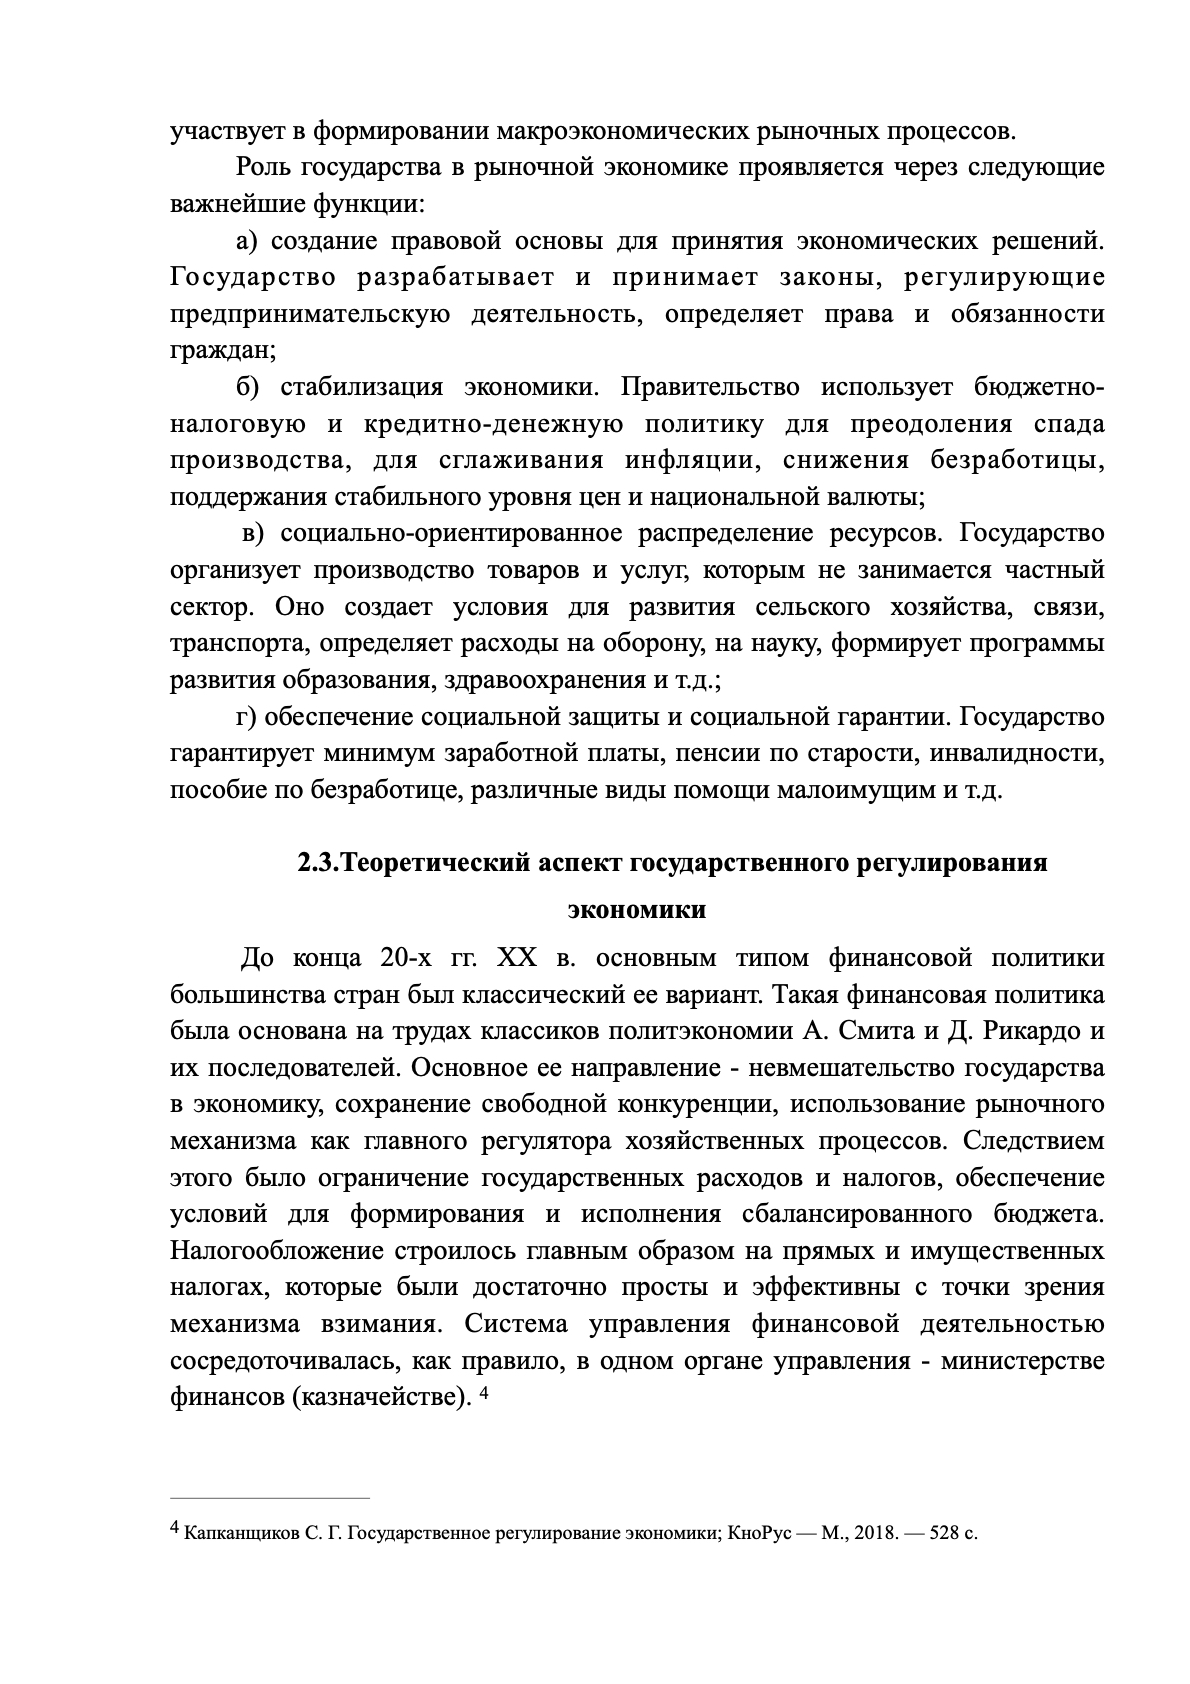 участвует в формировании макроэкономических рыночных процессов.
Роль государства в рыночной экономике проявляется через следующие
важнейшие функции:
а) создание правовой основы для принятия экономических решений.
Государство разрабатывает и принимает законы, регулирующие
предпринимательскую деятельность, определяет права и обязанности
граждан;
б) стабилизация экономики. Правительство использует бюджетно-
налоговую и кредитно-денежную политику для преодоления спада
производства, для сглаживания инфляции, снижения безработицы,
поддержания стабильного уровня цен и национальной валюты;
в) социально-ориентированное распределение ресурсов. Государство
организует производство товаров и услуг, которым не занимается частный
сектор. Оно создает условия для развития сельского хозяйства, связи,
транспорта, определяет расходы на оборону, на науку, формирует программы
развития образования, здравоохранения и т.д.;
г) обеспечение социальной защиты и социальной гарантии. Государство
гарантирует минимум заработной платы, пенсии по старости, инвалидности,
пособие по безработице, различные виды помощи малоимущим и т.д.
2.3.Теоретический аспект государственного регулирования
экономики
До конца 20-х гг. XX в. основным типом финансовой политики
большинства стран был классический ее вариант. Такая финансовая политика
была основана на трудах классиков политэкономии А. Смита и Д. Рикардо и
их последователей. Основное ее направление - невмешательство государства
в экономику, сохранение свободной конкуренции, использование рыночного
механизма как главного регулятора хозяйственных процессов. Следствием
этого было ограничение государственных расходов и налогов, обеспечение
условий для формирования и исполнения сбалансированного бюджета.
Налогообложение строилось главным образом на прямых и имущественных
налогах, которые были достаточно просты и эффективны с точки зрения
механизма взимания. Система управления финансовой деятельностью
сосредоточивалась, как правило, в одном органе управления - министерстве
финансов (казначействе). 4
4 Капканщиков С. Г. Государственное регулирование экономики; КноРус — М., 2018. — 528 c.